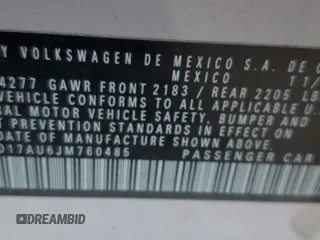 Y VOLKSWAGEN DE MEXICO S.A. DE C
MEXICO 11/
4277 GAWR FRONT 2183 / REAR 2205 LB
VEHICLE CONFORMS TO ALL APPLICABLE U.
AL MOTOR VEHICLE SAFETY, BUMPER AND
PREVENTION STANDARDS IN EFFECT ON
DATE OF MANUFACTURE SHOWN ABOVE.
D17AU6JM760485 PASSENGER CAR
DREAMBID